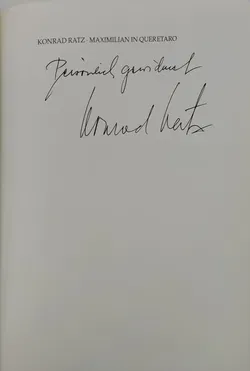 KONRAD RATZ · MAXIMILIAN IN QUERETARO
Persönlich gewidmet
Konrad Ratz